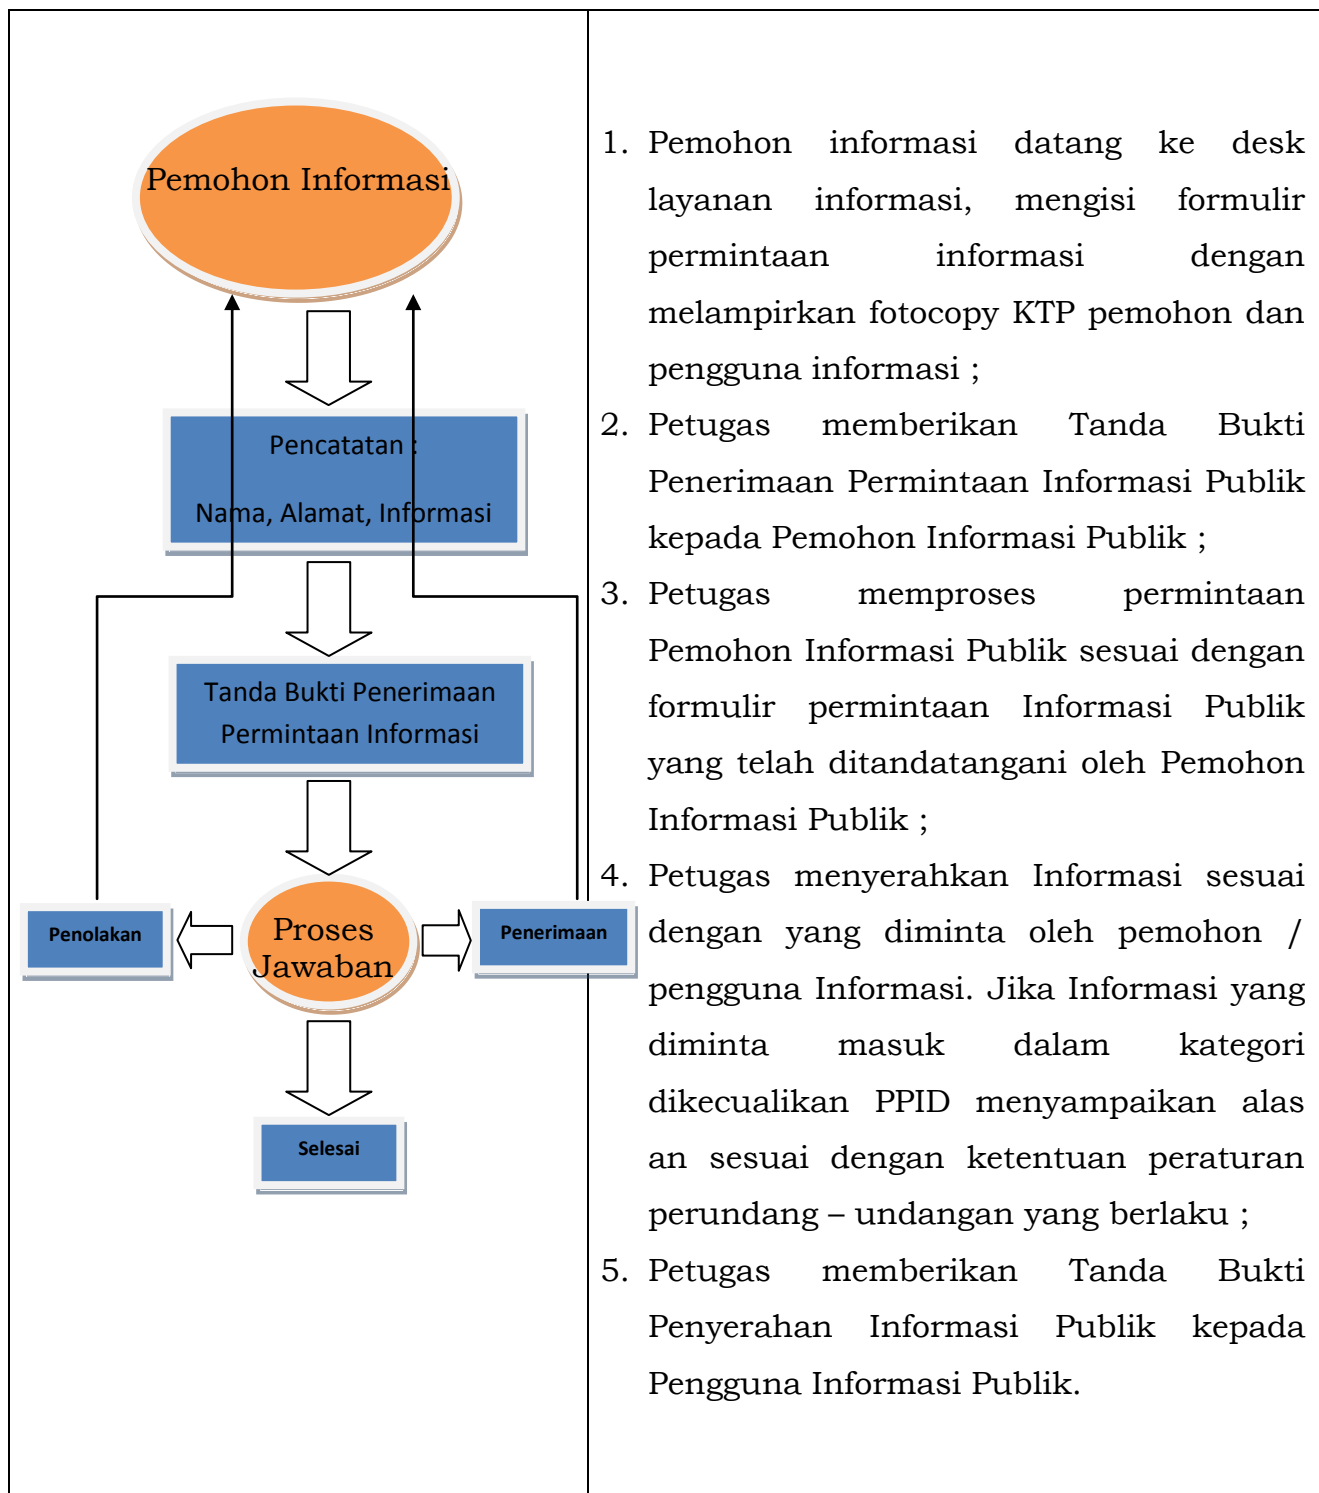 Pemohon Informasi
Pencatatan :
Nama, Alamat, Informasi
Tanda Bukti Penerimaan
Permintaan Informasi
Penolakan
Proses
Jawaban
Penerimaan
Selesai
1. Pemohon informasi datang ke desk
layanan informasi, mengisi formulir
permintaan informasi dengan
melampirkan fotocopy KTP pemohon dan
pengguna informasi ;
2. Petugas memberikan Tanda Bukti
Penerimaan Permintaan Informasi Publik
kepada Pemohon Informasi Publik ;
3. Petugas memproses permintaan
Pemohon Informasi Publik sesuai dengan
formulir permintaan Informasi Publik
yang telah ditandatangani oleh Pemohon
Informasi Publik ;
4. Petugas menyerahkan Informasi sesuai
dengan yang diminta oleh pemohon /
pengguna Informasi. Jika Informasi yang
diminta masuk dalam kategori
dikecualikan PPID menyampaikan alas
an sesuai dengan ketentuan peraturan
perundang – undangan yang berlaku ;
5. Petugas memberikan Tanda Bukti
Penyerahan Informasi Publik kepada
Pengguna Informasi Publik.